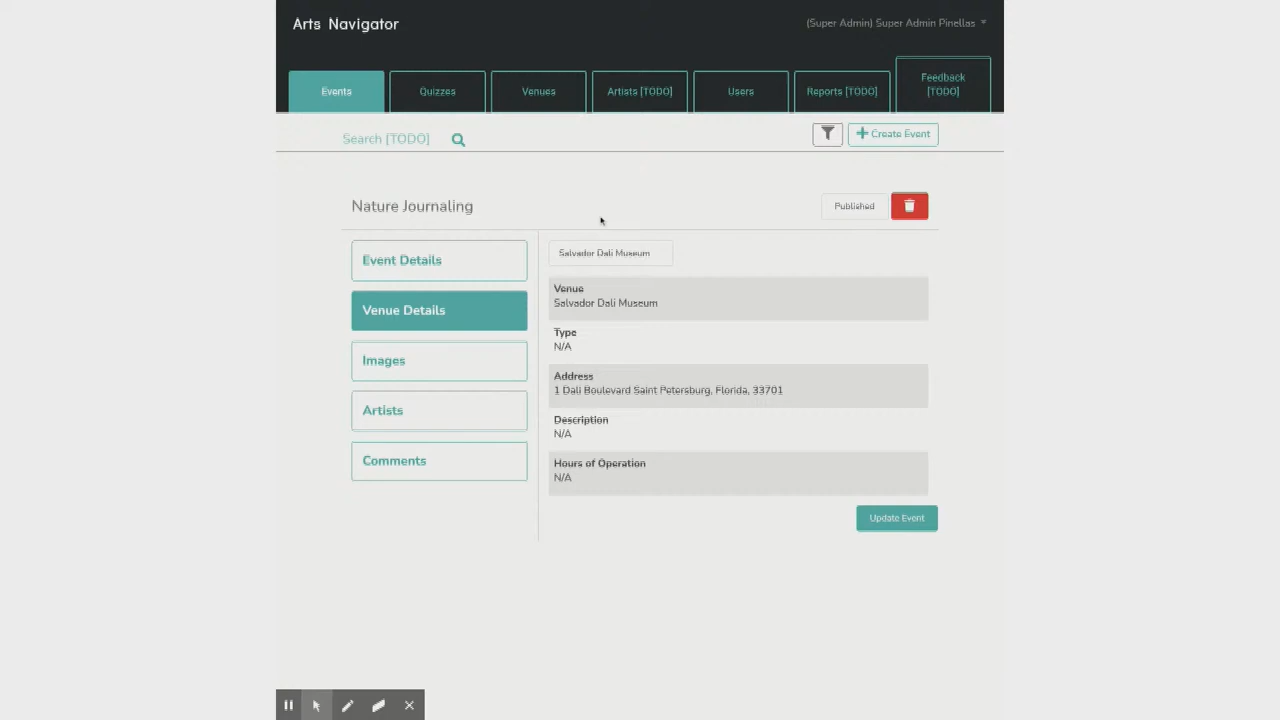 Arts Navigator
(Super Admin) Super Admin Pinellas
Events
Quizzes
Venues
Artists [TODO]
Users
Reports [TODO]
Feedback
[TODO]
Search [TODO]
Create Event
Nature Journaling
Published
Event Details
Venue Details
Images
Artists
Comments
Salvador Dali Museum
Venue
Salvador Dali Museum
Type
N/A
Address
1 Dali Boulevard Saint Petersburg, Florida, 33701
Description
N/A
Hours of Operation
N/A
Update Event